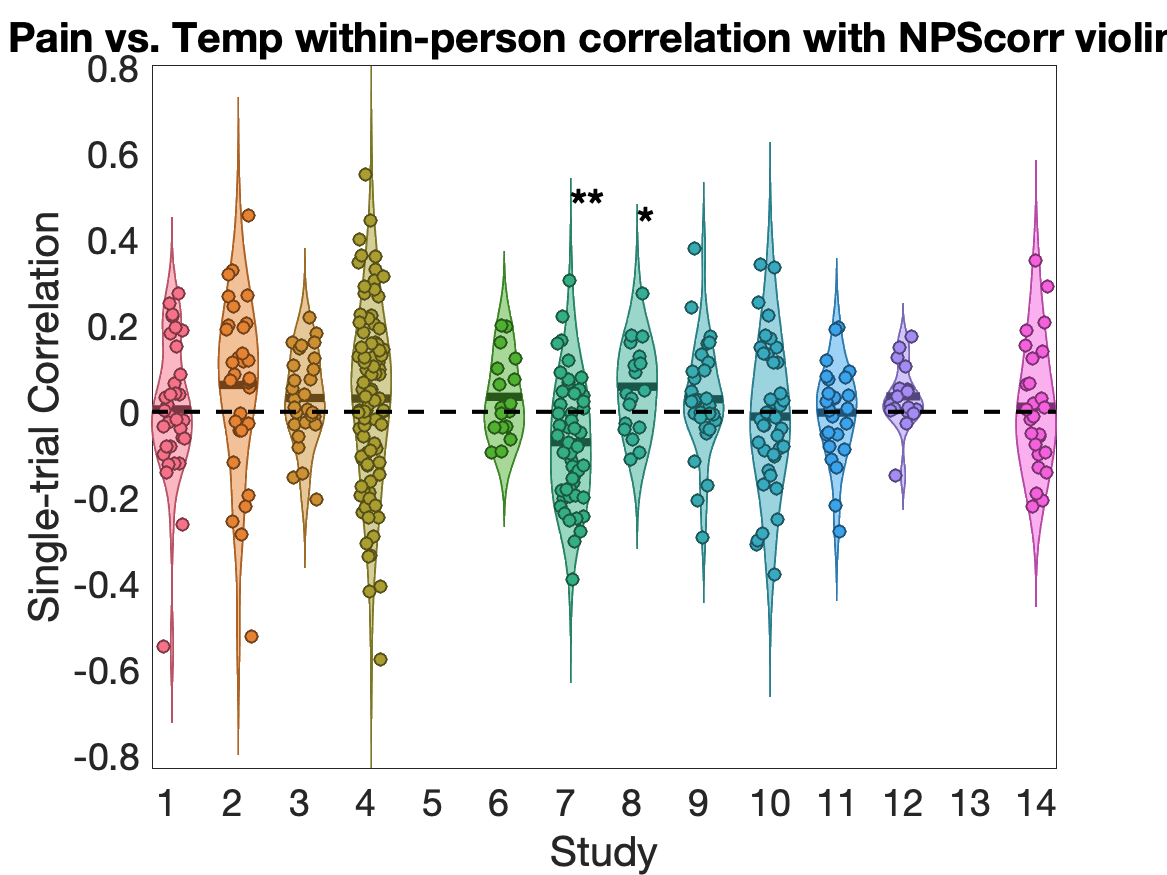 Pain vs. Temp within-person correlation with NPScorr violin
0.8
0.6
0.4
0.2
0
-0.2
-0.4
-0.6
-0.8
Single-trial Correlation
**
*
1 2 3 4 5 6 7 8 9 10 11 12 13 14
Study